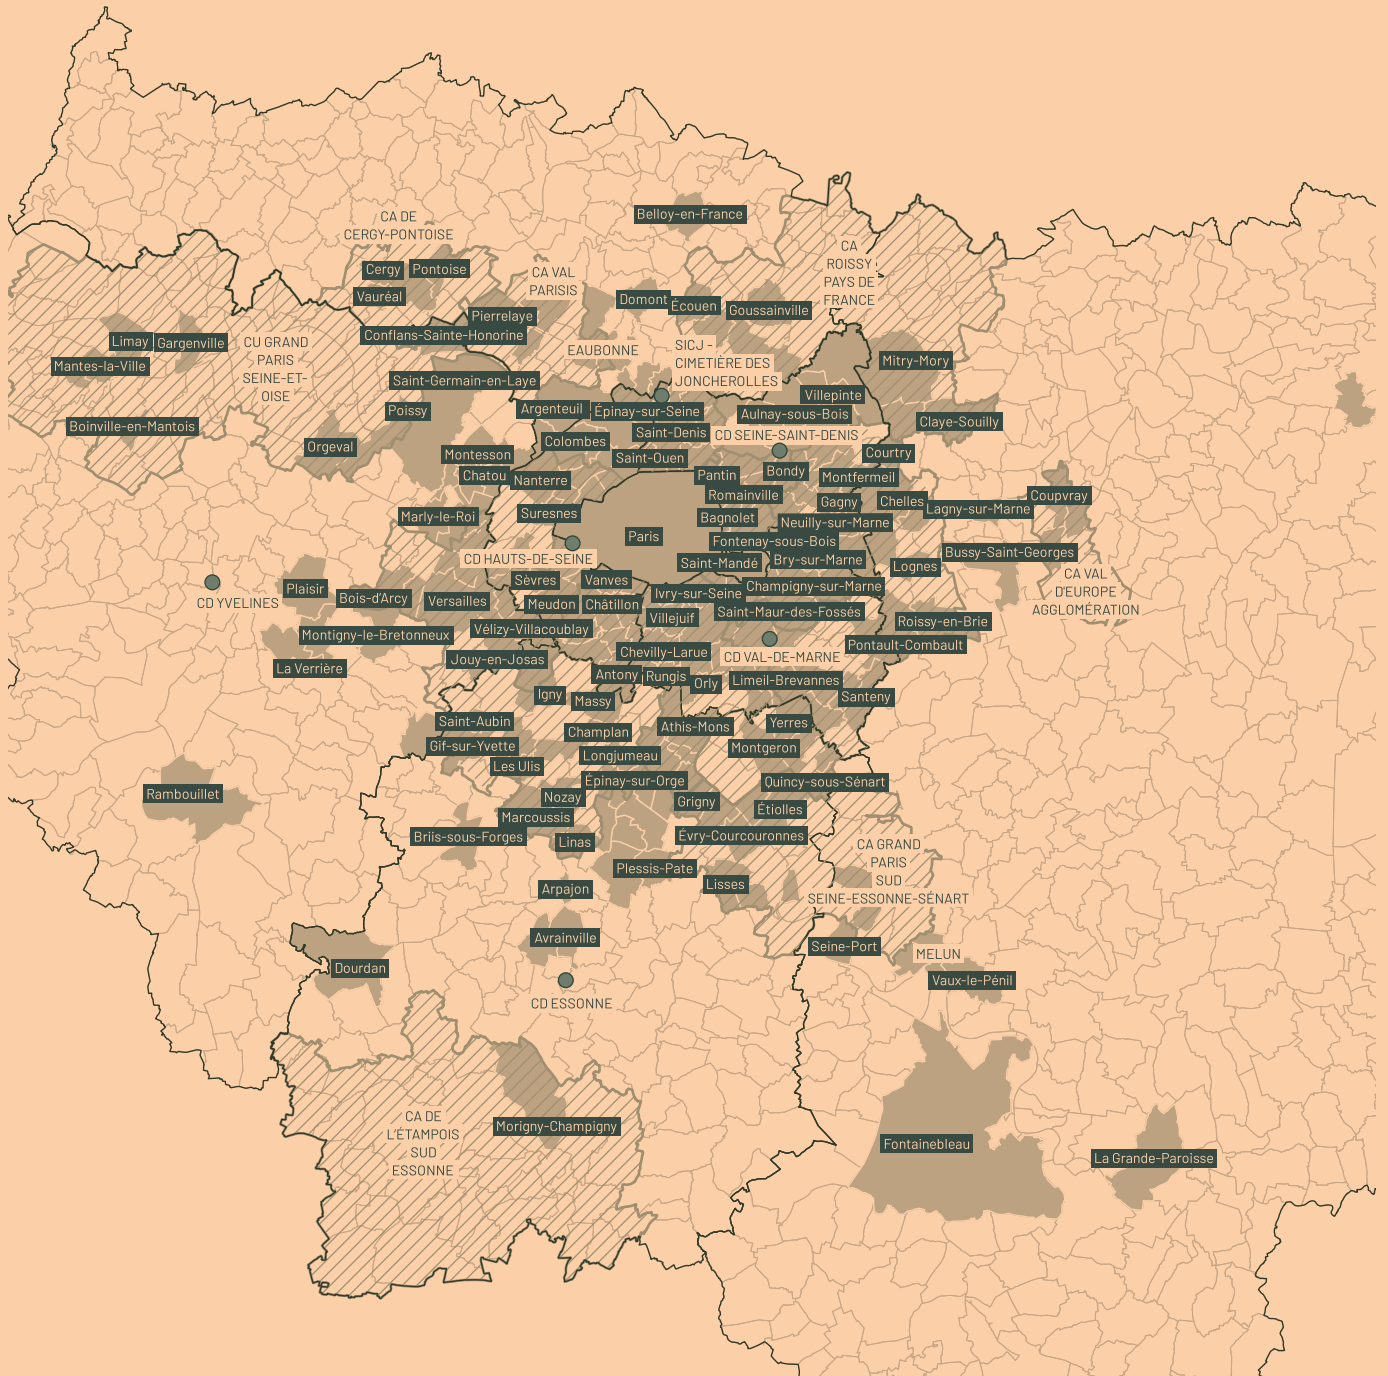 Belloy-en-France
CA DE
CERGY-PONTOISE
CA
ROISSY
PAYS DE
FRANCE
Cergy
Pontoise
CA VAL
PARISIS
Vauréal
Domont
Écouen
Goussainville
Pierrelaye
Conflans-Sainte-Honorine
Limay
Gargenville
CU GRAND
PARIS
SEINE-ET-
OISE
EAUBONNE
SICJ -
CIMETIÈRE DES
JONCHEROLLES
Mitry-Mory
Mantes-la-Ville
Saint-Germain-en-Laye
Villepinte
Poissy
Argenteuil
Épinay-sur-Seine
Aulnay-sous-Bois
Claye-Souilly
Boinville-en-Mantois
Saint-Denis
CD SEINE-SAINT-DENIS
Orgeval
Colombes
Montesson
Saint-Ouen
Courtry
Chatou
Nanterre
Pantin
Bondy
Montfermeil
Romainville
Gagny
Chelles
Coupvray
Lagny-sur-Marne
Marly-le-Roi
Suresnes
Bagnolet
Neuilly-sur-Marne
Paris
Fontenay-sous-Bois
CD HAUTS-DE-SEINE
Saint-Mandé
Bry-sur-Marne
Bussy-Saint-Georges
Lognes
CA VAL
D'EUROPE
AGGLOMÉRATION
Sèvres
Vanves
Champigny-sur-Marne
Plaisir
Bois-d'Arcy
Versailles
Ivry-sur-Seine
CD YVELINES
Meudon
Châtillon
Saint-Maur-des-Fossés
Villejuif
Roissy-en-Brie
Montigny-le-Bretonneux
Vélizy-Villacoublay
Pontault-Combault
La Verrière
Jouy-en-Josas
Chevilly-Larue
CD VAL-DE-MARNE
Antony
Rungis
Orly
Limeil-Brevannes
Igny
Massy
Santeny
Saint-Aubin
Champlan
Athis-Mons
Yerres
Gif-sur-Yvette
Longjumeau
Montgeron
Les Ulis
Épinay-sur-Orge
Quincy-sous-Sénart
Rambouillet
Nozay
Grigny
Étiolles
Marcoussis
Briis-sous-Forges
Linas
Évry-Courcouronnes
CA GRAND
PARIS
SUD
SEINE-ESSONNE-SÉNART
Plessis-Pate
Arpajon
Lisses
Avrainville
Seine-Port
MELUN
Dourdan
Vaux-le-Pénil
CD ESSONNE
CA DE
L'ÉTAMPOIS
SUD
ESSONNE
Morigny-Champigny
Fontainebleau
La Grande-Paroisse